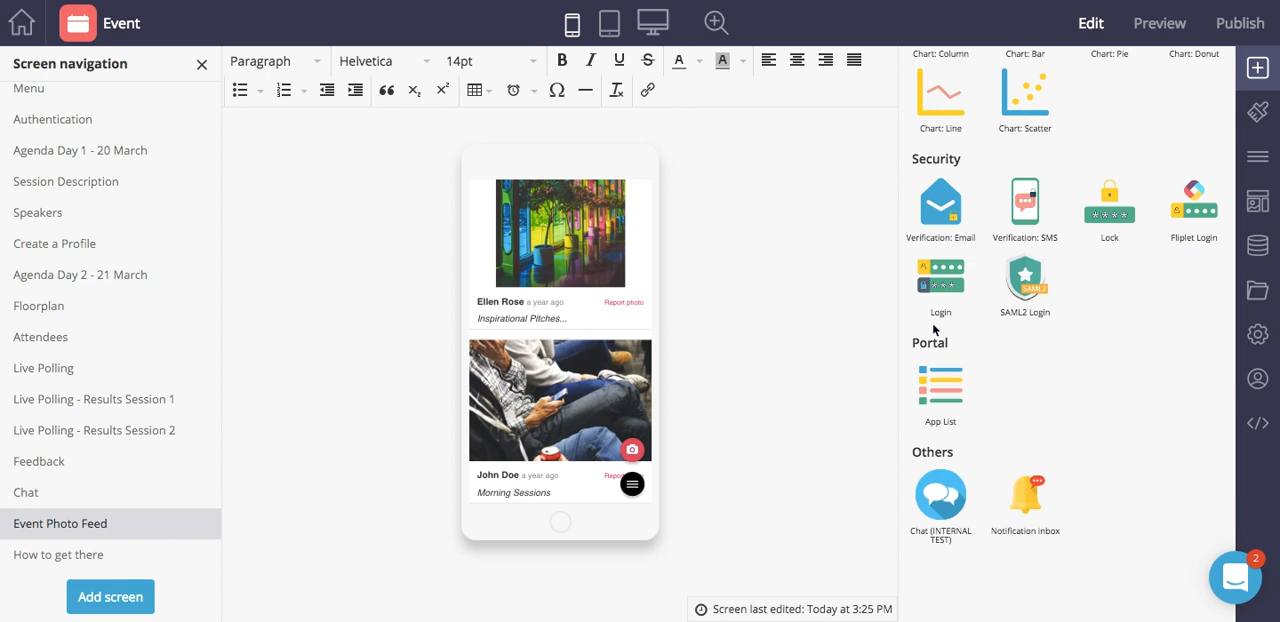 Event
Edit
Preview
Publish
Screen navigation
Menu
Authentication
Agenda Day 1 - 20 March
Session Description
Speakers
Create a Profile
Agenda Day 2 - 21 March
Floorplan
Attendees
Live Polling
Live Polling - Results Session 1
Live Polling - Results Session 2
Feedback
Chat
Event Photo Feed
How to get there
Add screen
Paragraph
Helvetica
14pt
B I U S A A
Ellen Rose a year ago Report photo
Inspirational Pitches...
John Doe a year ago Repor
Morning Sessions
Screen last edited: Today at 3:25 PM
Chart: Column
Chart: Bar
Chart: Pie
Chart: Donut
Chart: Line
Chart: Scatter
Security
Verification: Email
Verification: SMS
Lock
Fliplet Login
Login
SAML2 Login
SAML2
Portal
App List
Others
Chat (INTERNAL
TEST)
Notification inbox
2